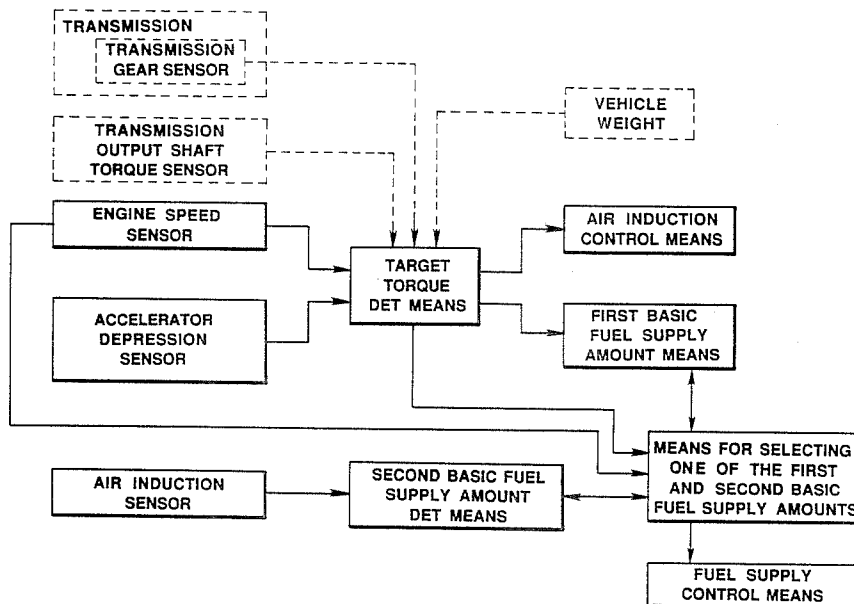 TRANSMISSION
TRANSMISSION
GEAR SENSOR
TRANSMISSION
OUTPUT SHAFT
TORQUE SENSOR
VEHICLE
WEIGHT
ENGINE SPEED
SENSOR
AIR INDUCTION
CONTROL MEANS
TARGET
TORQUE
DET MEANS
ACCELERATOR
DEPRESSION
SENSOR
FIRST BASIC
FUEL SUPPLY
AMOUNT MEANS
AIR INDUCTION
SENSOR
SECOND BASIC FUEL
SUPPLY AMOUNT
DET MEANS
MEANS FOR SELECTING
ONE OF THE FIRST
AND SECOND BASIC
FUEL SUPPLY AMOUNTS
FUEL SUPPLY
CONTROL MEANS